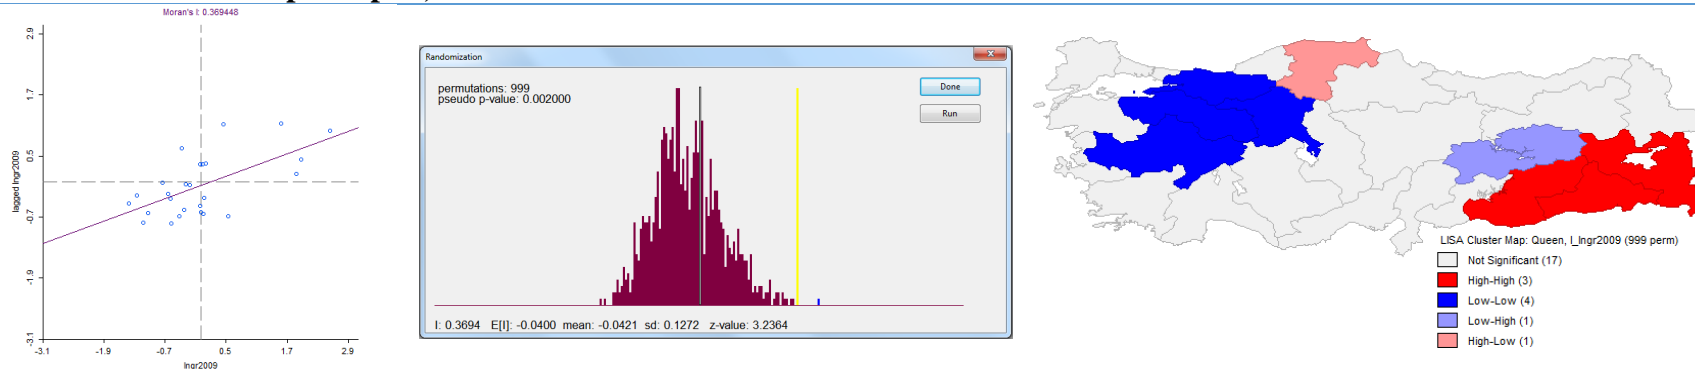 Moran's I: 0.369448
2.9
1.7
0.5
-0.7
-1.9
-3.1
lagged lngr2009
-3.1
-1.9
-0.7
0.5
1.7
2.9
lngr2009
Randomization
permutations: 999
pseudo p-value: 0.002000
Done
Run
I: 0.3694 E[I]: -0.0400 mean: -0.0421 sd: 0.1272 z-value: 3.2364
LISA Cluster Map: Queen, I_lngr2009 (999 perm)
Not Significant (17)
High-High (3)
Low-Low (4)
Low-High (1)
High-Low (1)